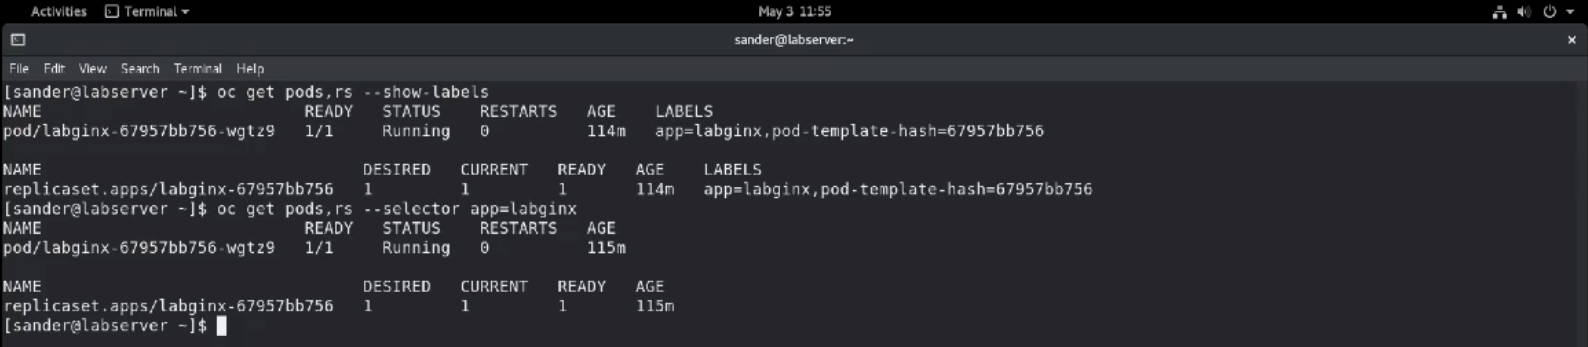 Activities Terminal May 3 11:55
sander@labserver:~ ×
File Edit View Search Terminal Help
[sander@labserver ~]$ oc get pods,rs --show-labels
NAME READY STATUS RESTARTS AGE LABELS
pod/labginx-67957bb756-wgtz9 1/1 Running 0 114m app=labginx,pod-template-hash=67957bb756
NAME DESIRED CURRENT READY AGE LABELS
replicaset.apps/labginx-67957bb756 1 1 1 114m app=labginx,pod-template-hash=67957bb756
[sander@labserver ~]$ oc get pods,rs --selector app=labginx
NAME READY STATUS RESTARTS AGE
pod/labginx-67957bb756-wgtz9 1/1 Running 0 115m
NAME DESIRED CURRENT READY AGE
replicaset.apps/labginx-67957bb756 1 1 1 115m
[sander@labserver ~]$